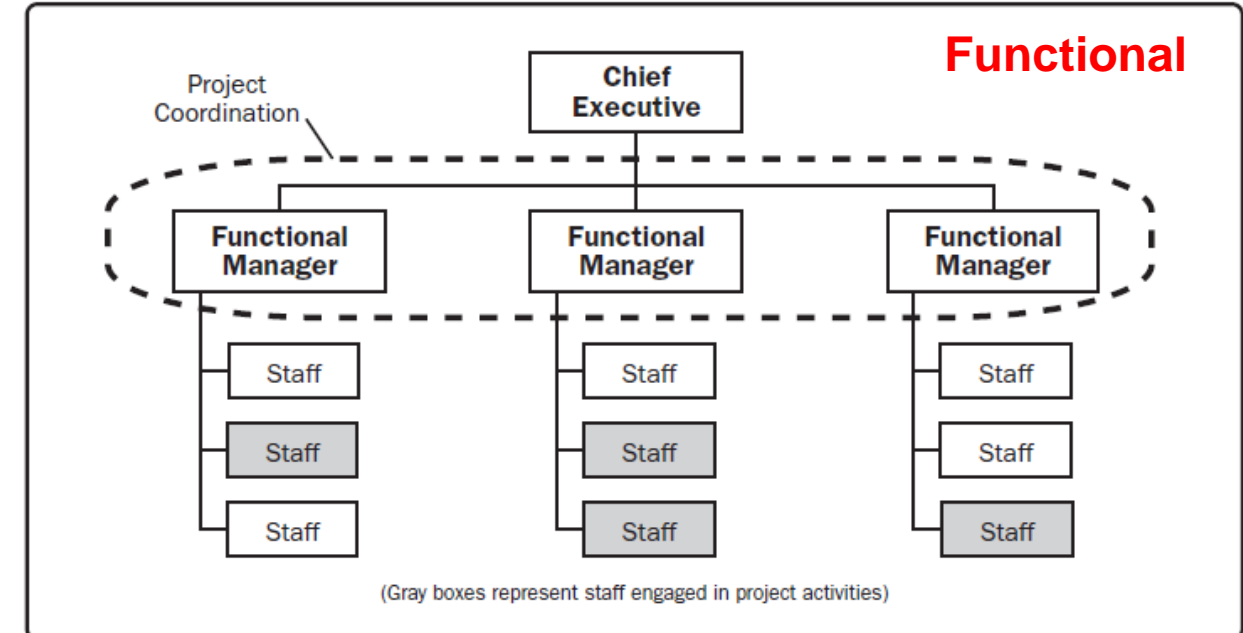 Functional
Project
Coordination
Chief
Executive
Functional
Manager
Functional
Manager
Functional
Manager
Staff
Staff
Staff
Staff
Staff
Staff
Staff
Staff
Staff
(Gray boxes represent staff engaged in project activities)